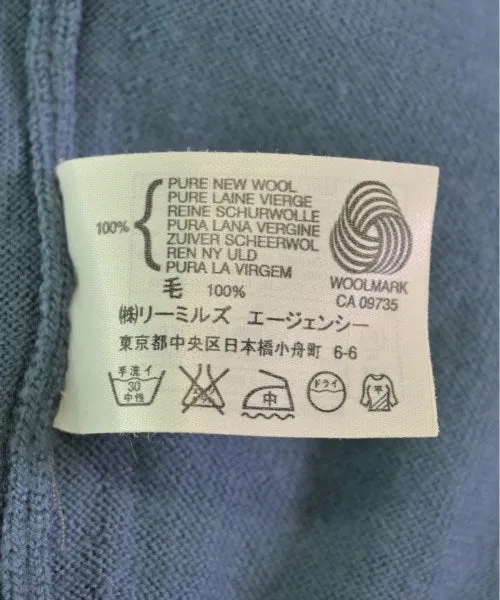 100%
PURE NEW WOOL
PURE LAINE VIERGE
REINE SCHURWOLLE
PURA LANA VERGINE
ZUIVER SCHEERWOL
REN NY ULD
PURA LA VIRGEM
WOOLMARK
CA 09735
毛 100%
㈱リーミルズ エージェンシー
東京都中央区日本橋小舟町 6-6
手洗イ
30
中性
中
ドライ
平